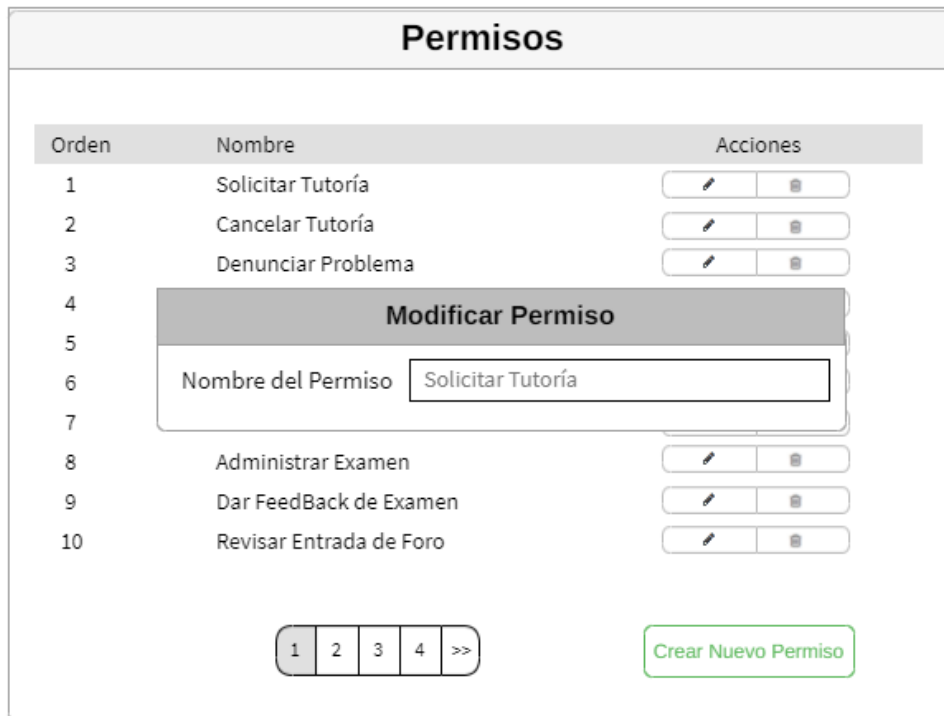 Permisos
Orden Nombre Acciones
1 Solicitar Tutoría
2 Cancelar Tutoría
3 Denunciar Problema
4
Modificar Permiso
5
6
Nombre del Permiso Solicitar Tutoría
7
8 Administrar Examen
9 Dar FeedBack de Examen
10 Revisar Entrada de Foro
1 2 3 4 >> Crear Nuevo Permiso